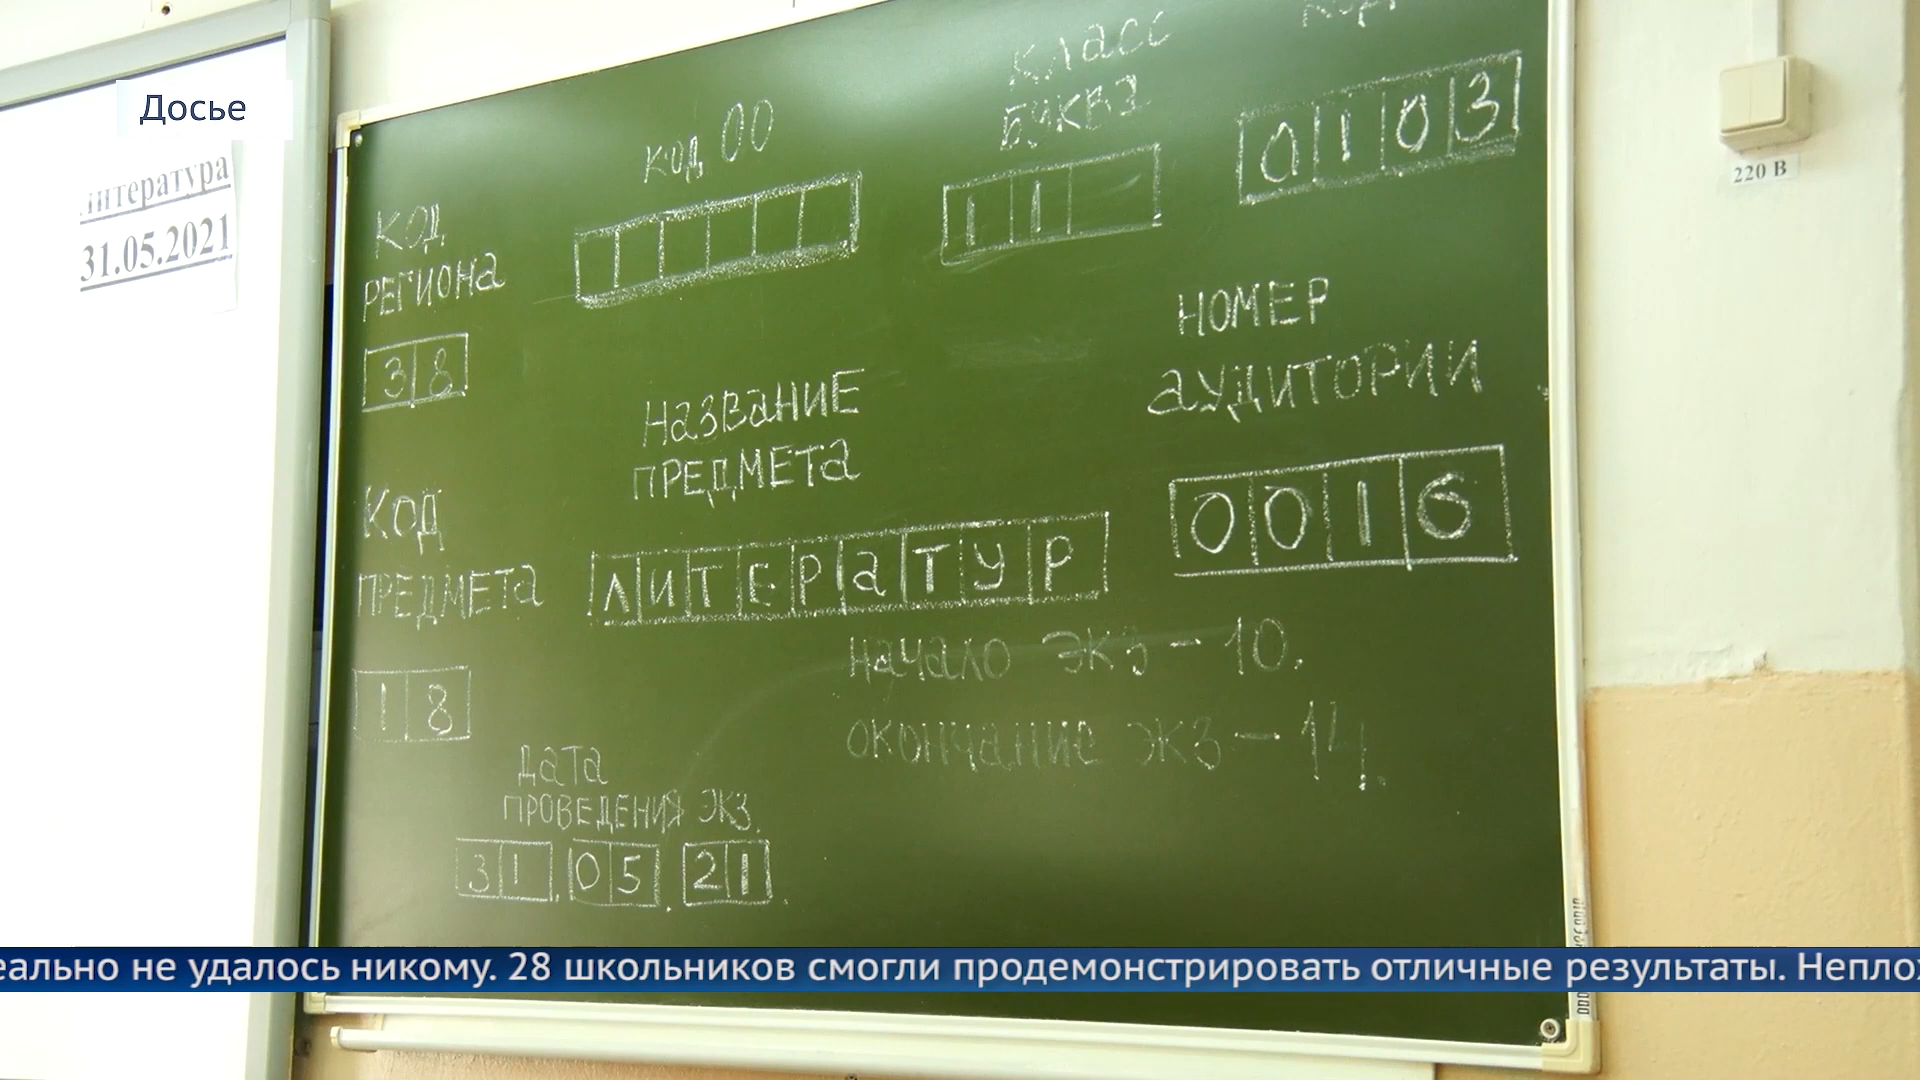 Досье
литература
31.05.2021
код ОО
класс
буква
0103
11
220 В
код
региона
38
номер
аудитории
0016
название
предмета
литератур
код
предмета
18
начало экз – 10.
окончание экз – 14.
дата
проведения экз.
31.05.21.
еально не удалось никому. 28 школьников смогли продемонстрировать отличные результаты. Неплох